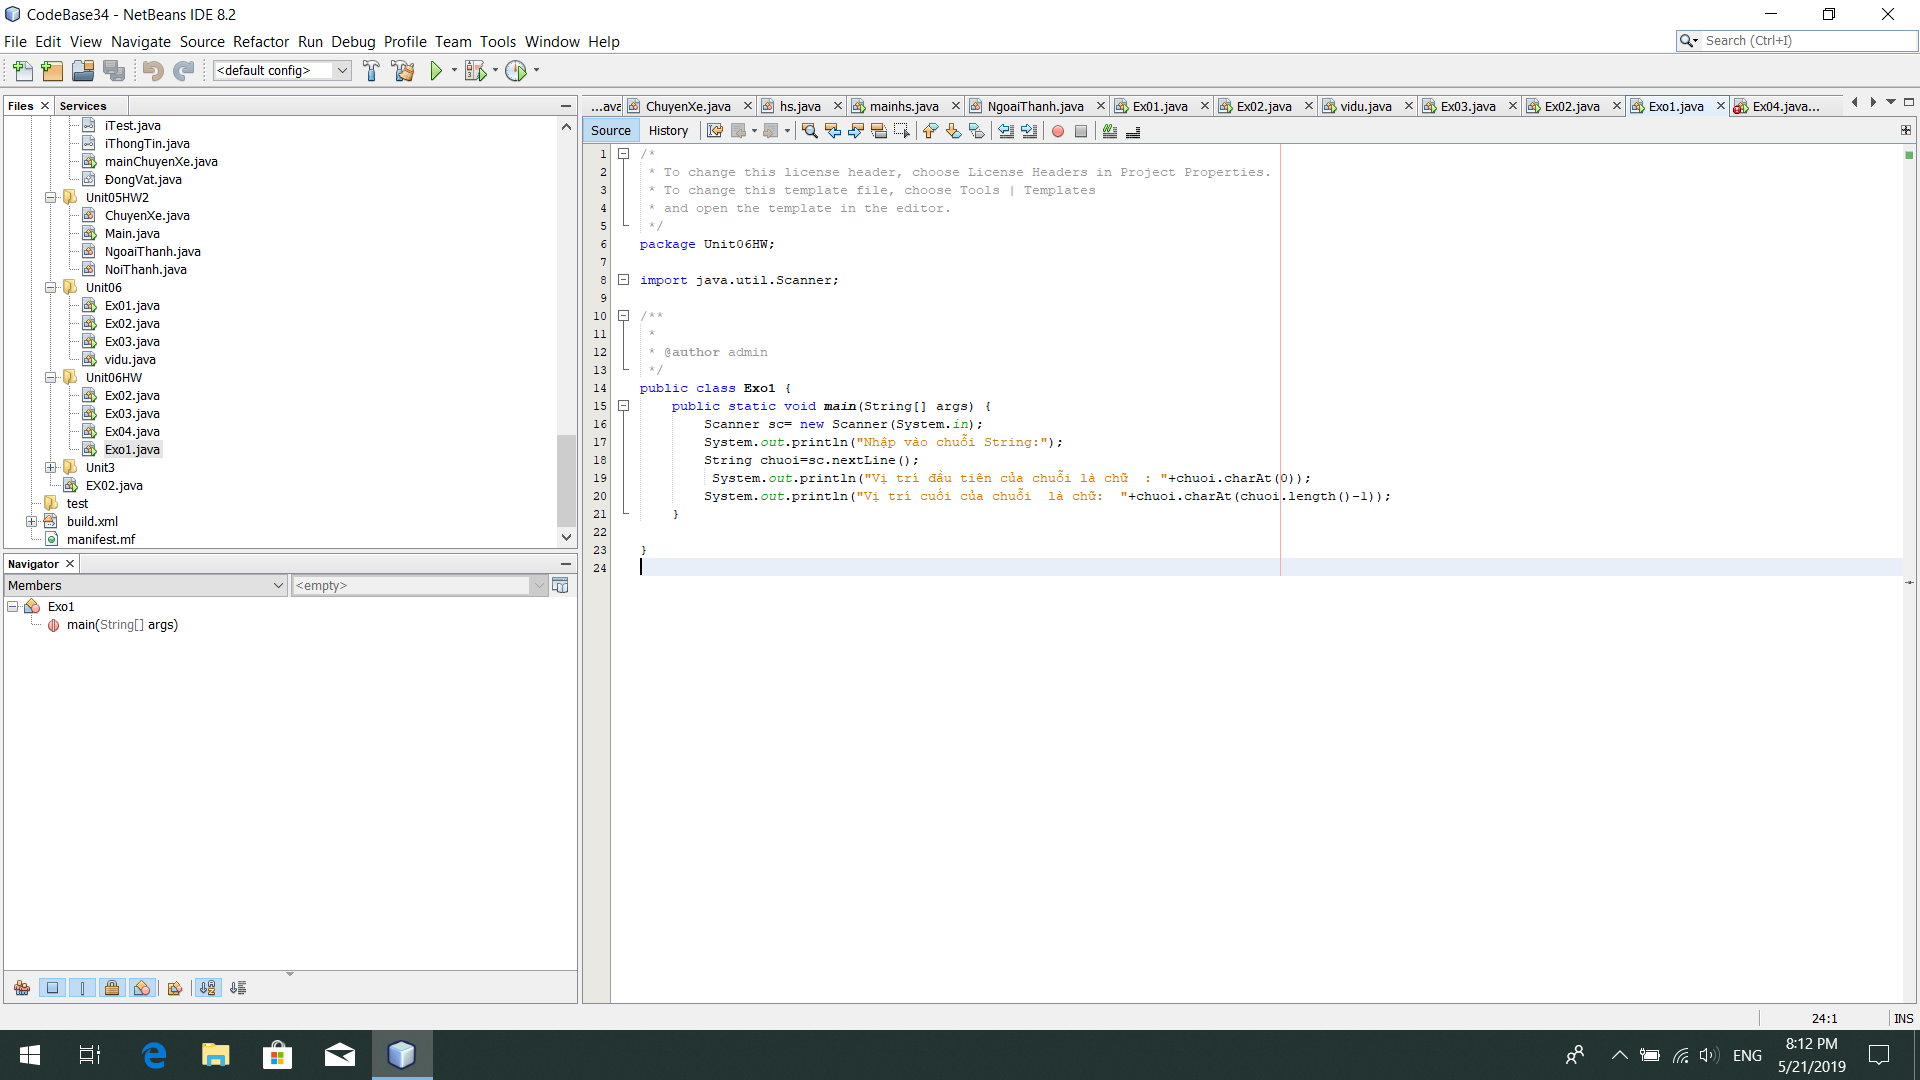 CodeBase34 - NetBeans IDE 8.2
File Edit View Navigate Source Refactor Run Debug Profile Team Tools Window Help
Search (Ctrl+I)
<default config>
Files
Services
iTest.java
iThongTin.java
mainChuyenXe.java
ĐongVat.java
Unit05HW2
ChuyenXe.java
Main.java
NgoaiThanh.java
NoiThanh.java
Unit06
Ex01.java
Ex02.java
Ex03.java
vidu.java
Unit06HW
Ex02.java
Ex03.java
Ex04.java
Exo1.java
Unit3
EX02.java
test
build.xml
manifest.mf
Navigator
Members
<empty>
Exo1
main(String[] args)
...ava ChuyenXe.java hs.java mainhs.java NgoaiThanh.java Ex01.java Ex02.java vidu.java Ex03.java Ex02.java Exo1.java Ex04.java...
Source History
1 /*
2 * To change this license header, choose License Headers in Project Properties.
3 * To change this template file, choose Tools | Templates
4 * and open the template in the editor.
5 */
6 package Unit06HW;
7
8 import java.util.Scanner;
9
10 /**
11 *
12 * @author admin
13 */
14 public class Exo1 {
15 public static void main(String[] args) {
16 Scanner sc= new Scanner(System.in);
17 System.out.println("Nhập vào chuỗi String:");
18 String chuoi=sc.nextLine();
19 System.out.println("Vị trí đầu tiên của chuỗi là chữ  : "+chuoi.charAt(0));
20 System.out.println("Vị trí cuối của chuỗi  là chữ:  "+chuoi.charAt(chuoi.length()-1));
21 }
22
23 }
24
24:1 INS
ENG
8:12 PM
5/21/2019